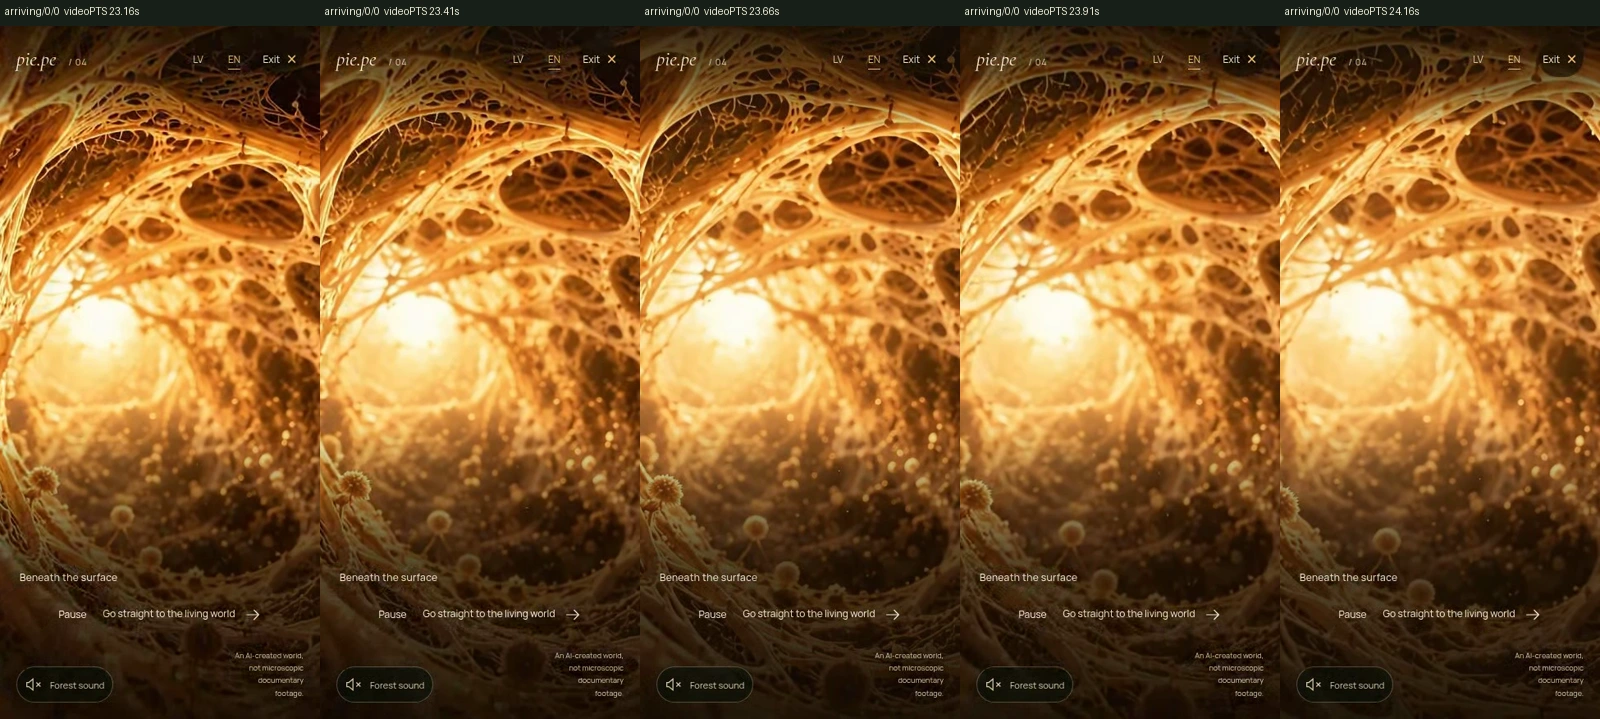 arriving/0/0 videoPTS 23.16s
pie.pe / 04 LV EN Exit ×
Beneath the surface
Pause Go straight to the living world →
An AI-created world,
not microscopic
documentary
footage.
Forest sound
arriving/0/0 videoPTS 23.41s
pie.pe / 04 LV EN Exit ×
Beneath the surface
Pause Go straight to the living world →
An AI-created world,
not microscopic
documentary
footage.
Forest sound
arriving/0/0 videoPTS 23.66s
pie.pe / 04 LV EN Exit ×
Beneath the surface
Pause Go straight to the living world →
An AI-created world,
not microscopic
documentary
footage.
Forest sound
arriving/0/0 videoPTS 23.91s
pie.pe / 04 LV EN Exit ×
Beneath the surface
Pause Go straight to the living world →
An AI-created world,
not microscopic
documentary
footage.
Forest sound
arriving/0/0 videoPTS 24.16s
pie.pe / 04 LV EN Exit ×
Beneath the surface
Pause Go straight to the living world →
An AI-created world,
not microscopic
documentary
footage.
Forest sound